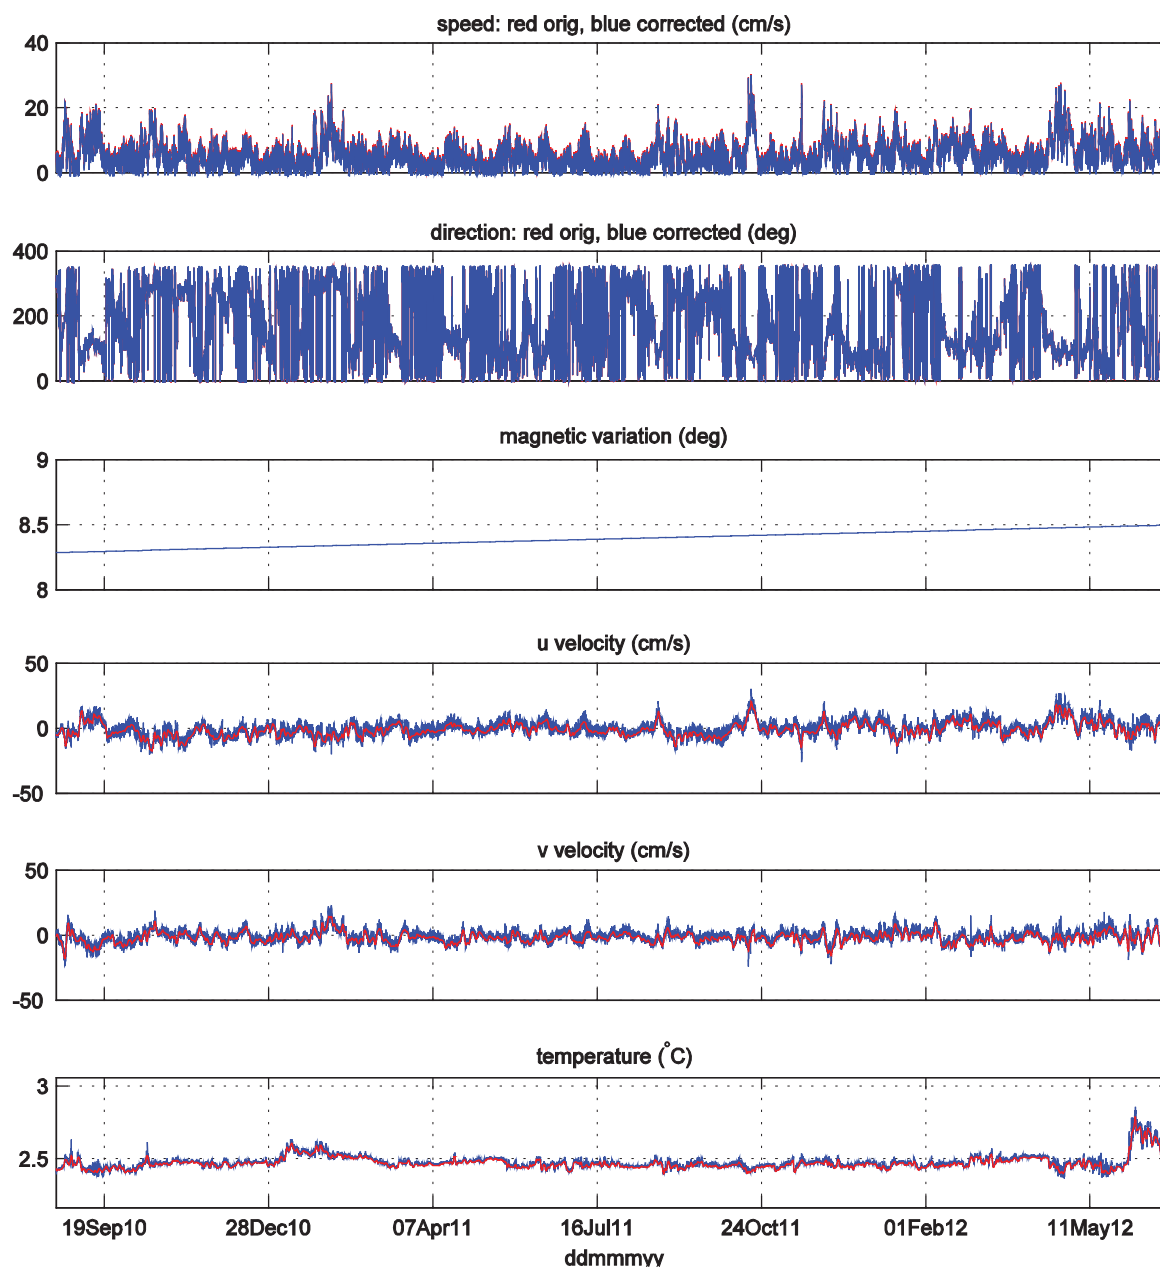 speed: red orig, blue corrected (cm/s)
40
20
0
direction: red orig, blue corrected (deg)
400
200
0
magnetic variation (deg)
9
8.5
8
u velocity (cm/s)
50
0
-50
v velocity (cm/s)
50
0
-50
temperature (°C)
3
2.5
19Sep10 28Dec10 07Apr11 16Jul11 24Oct11 01Feb12 11May12
ddmmmyy